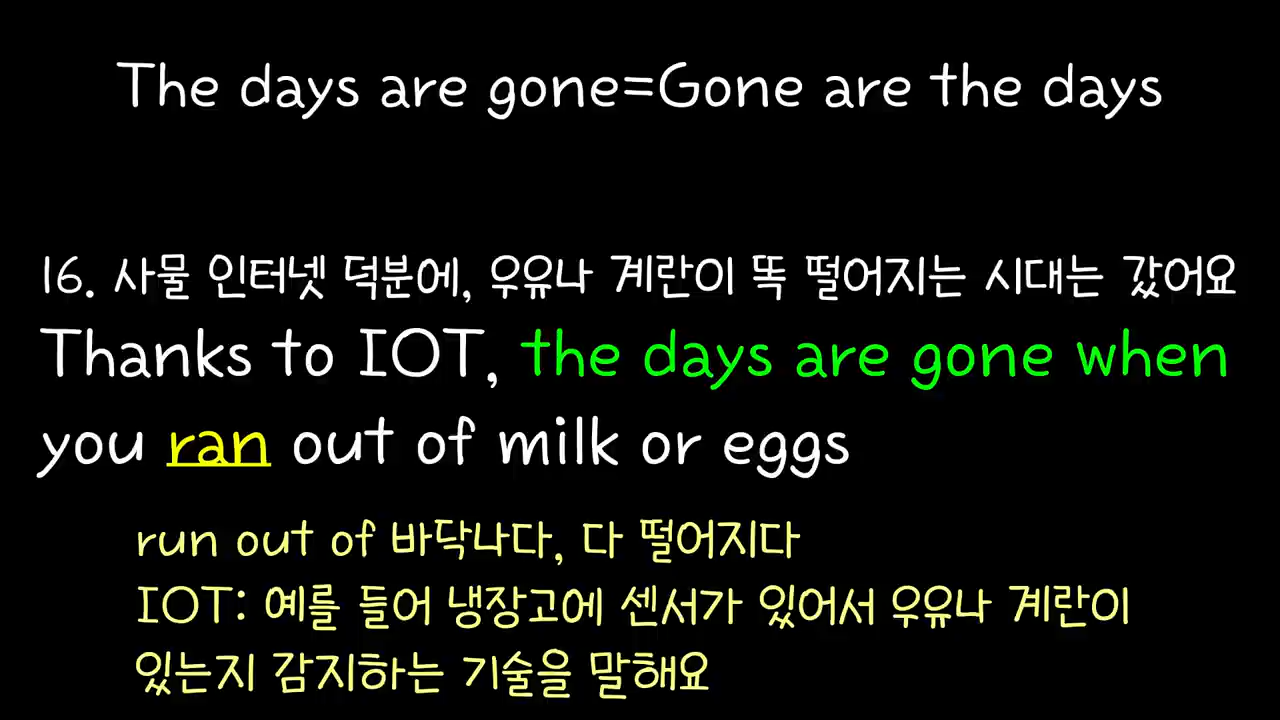 The days are gone=Gone are the days
16. 사물 인터넷 덕분에, 우유나 계란이 똑 떨어지는 시대는 갔어요
Thanks to IOT, the days are gone when
you ran out of milk or eggs
run out of 바닥나다, 다 떨어지다
IOT: 예를 들어 냉장고에 센서가 있어서 우유나 계란이
있는지 감지하는 기술을 말해요